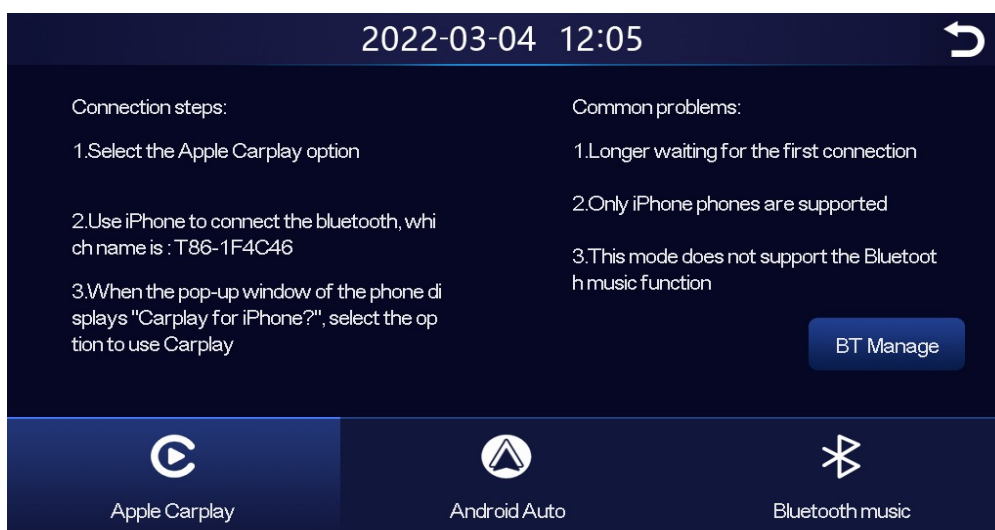 2022-03-04 12:05
Connection steps:
1.Select the Apple Carplay option
2.Use iPhone to connect the bluetooth, whi
ch name is : T86-1F4C46
3.When the pop-up window of the phone di
splays "Carplay for iPhone?", select the op
tion to use Carplay
Common problems:
1.Longer waiting for the first connection
2.Only iPhone phones are supported
3.This mode does not support the Bluetoot
h music function
BT Manage
Apple Carplay
Android Auto
Bluetooth music